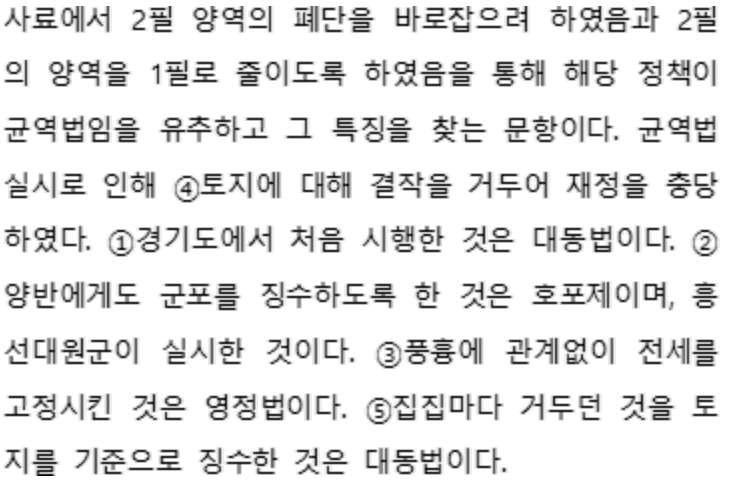 사료에서 2필 양역의 폐단을 바로잡으려 하였음과 2필
의 양역을 1필로 줄이도록 하였음을 통해 해당 정책이
균역법임을 유추하고 그 특징을 찾는 문항이다. 균역법
실시로 인해 ④토지에 대해 결작을 거두어 재정을 충당
하였다. ①경기도에서 처음 시행한 것은 대동법이다. ②
양반에게도 군포를 징수하도록 한 것은 호포제이며, 흥
선대원군이 실시한 것이다. ③풍흉에 관계없이 전세를
고정시킨 것은 영정법이다. ⑤집집마다 거두던 것을 토
지를 기준으로 징수한 것은 대동법이다.